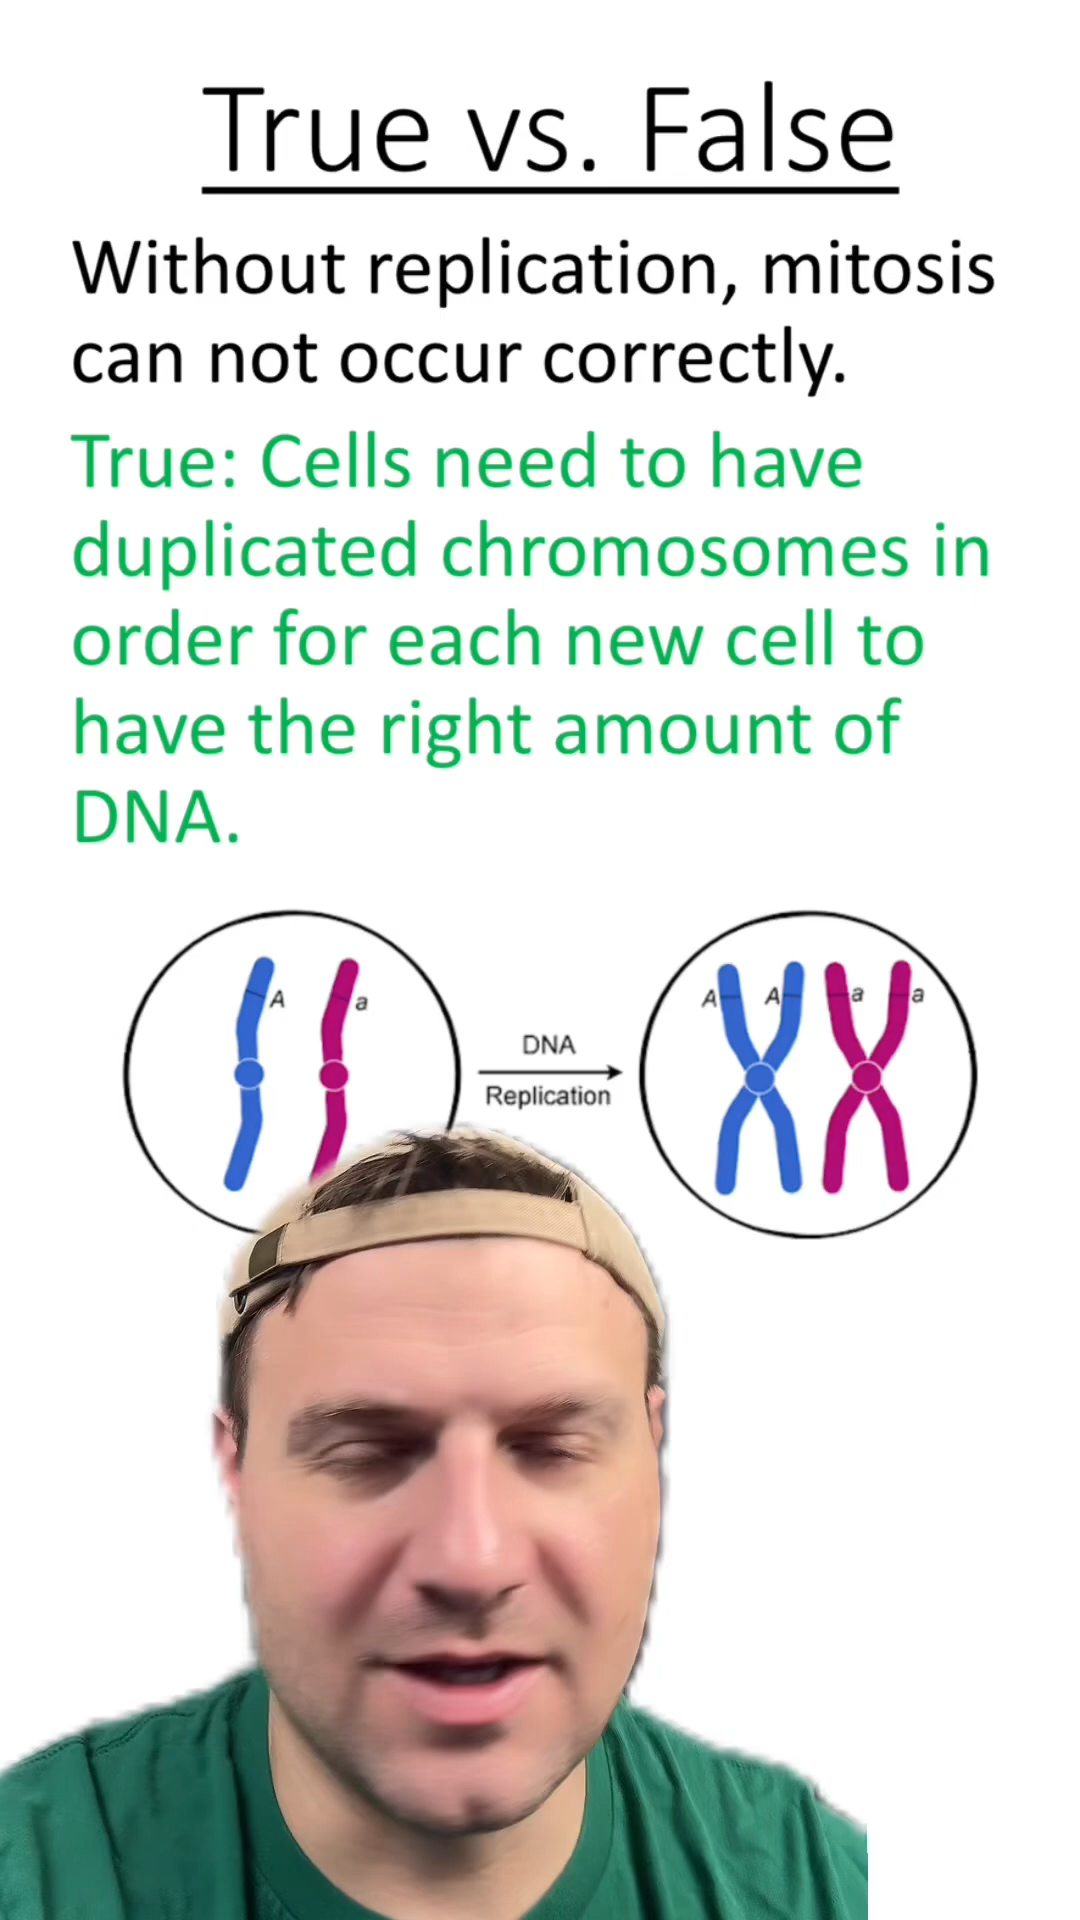 True vs. False
Without replication, mitosis
can not occur correctly.
True: Cells need to have
duplicated chromosomes in
order for each new cell to
have the right amount of
DNA.
A a
DNA
Replication
A A a a